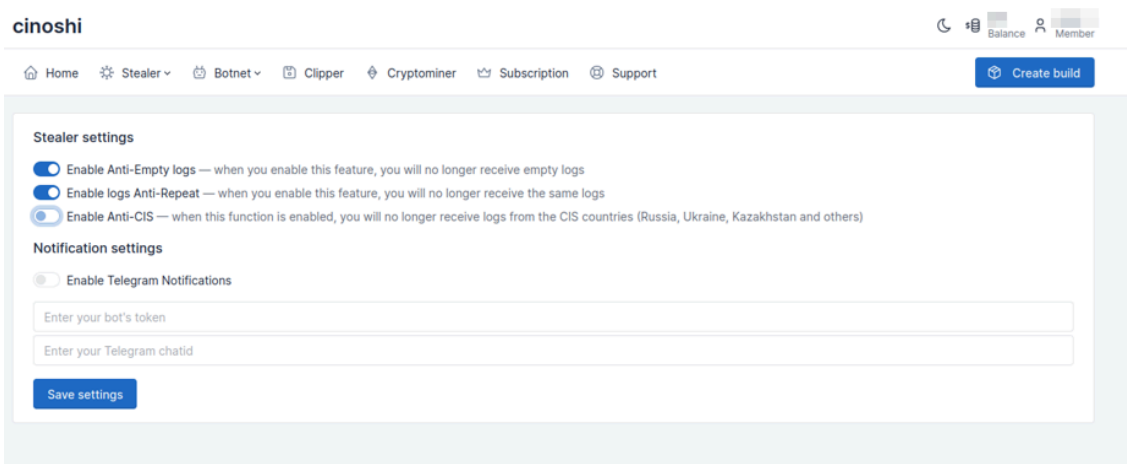 cinoshi
Balance Member
Home Stealer Botnet Clipper Cryptominer Subscription Support Create build
Stealer settings
Enable Anti-Empty logs — when you enable this feature, you will no longer receive empty logs
Enable logs Anti-Repeat — when you enable this feature, you will no longer receive the same logs
Enable Anti-CIS — when this function is enabled, you will no longer receive logs from the CIS countries (Russia, Ukraine, Kazakhstan and others)
Notification settings
Enable Telegram Notifications
Enter your bot's token
Enter your Telegram chatid
Save settings